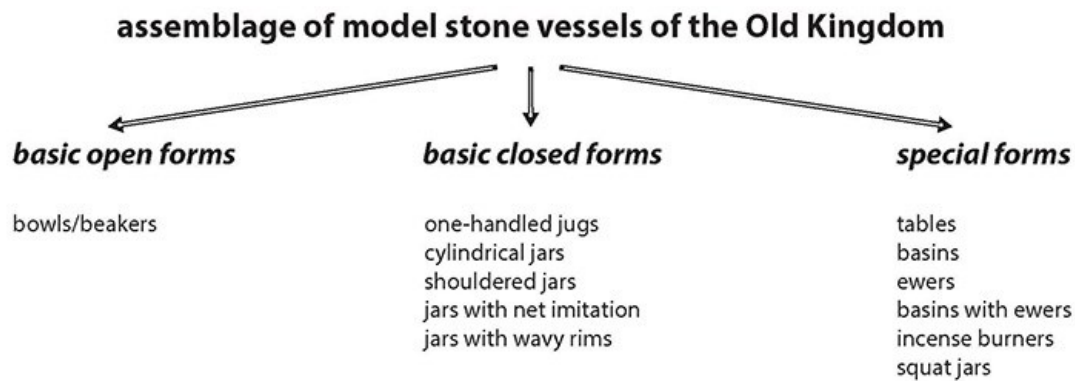 assemblage of model stone vessels of the Old Kingdom
basic open forms
bowls/beakers
basic closed forms
one-handled jugs
cylindrical jars
shouldered jars
jars with net imitation
jars with wavy rims
special forms
tables
basins
ewers
basins with ewers
incense burners
squat jars